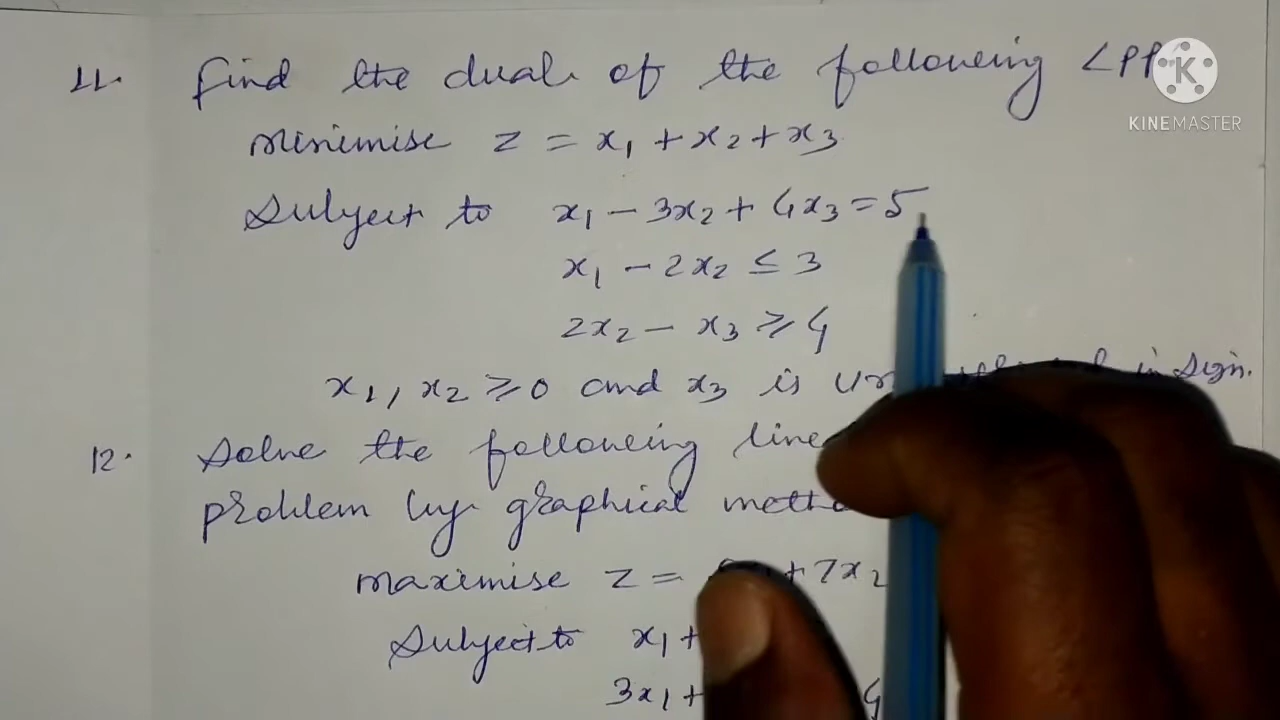 11. Find the dual of the following LPP
Minimise z = x₁ + x₂ + x₃
Subject to x₁ - 3x₂ + 4x₃ = 5
x₁ - 2x₂ ≤ 3
2x₂ - x₃ ≥ 4
x₁, x₂ ≥ 0 and x₃ is in sign.
12. Solve the following
problem by graphical
Maximise z = + 7x₂
Subject to x₁ +
3x₁ +
K
KINEMASTER